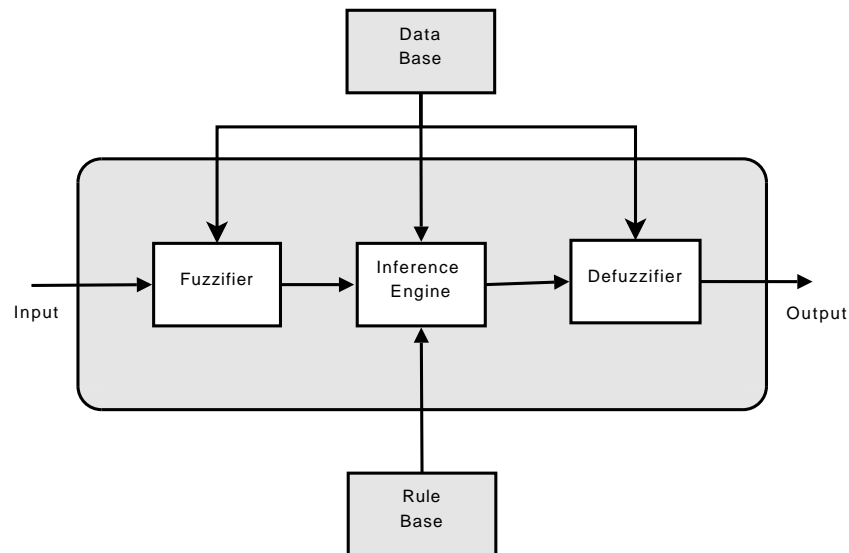 Data
Base
Fuzzifier
Inference
Engine
Defuzzifier
Input
Output
Rule
Base